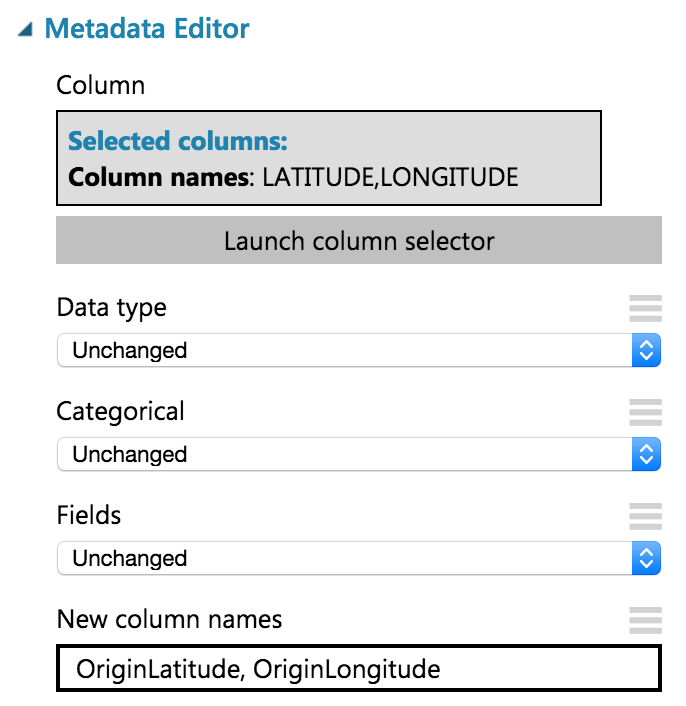 Metadata Editor
Column
Selected columns:
Column names: LATITUDE,LONGITUDE
Launch column selector
Data type
Unchanged
Categorical
Unchanged
Fields
Unchanged
New column names
OriginLatitude, OriginLongitude